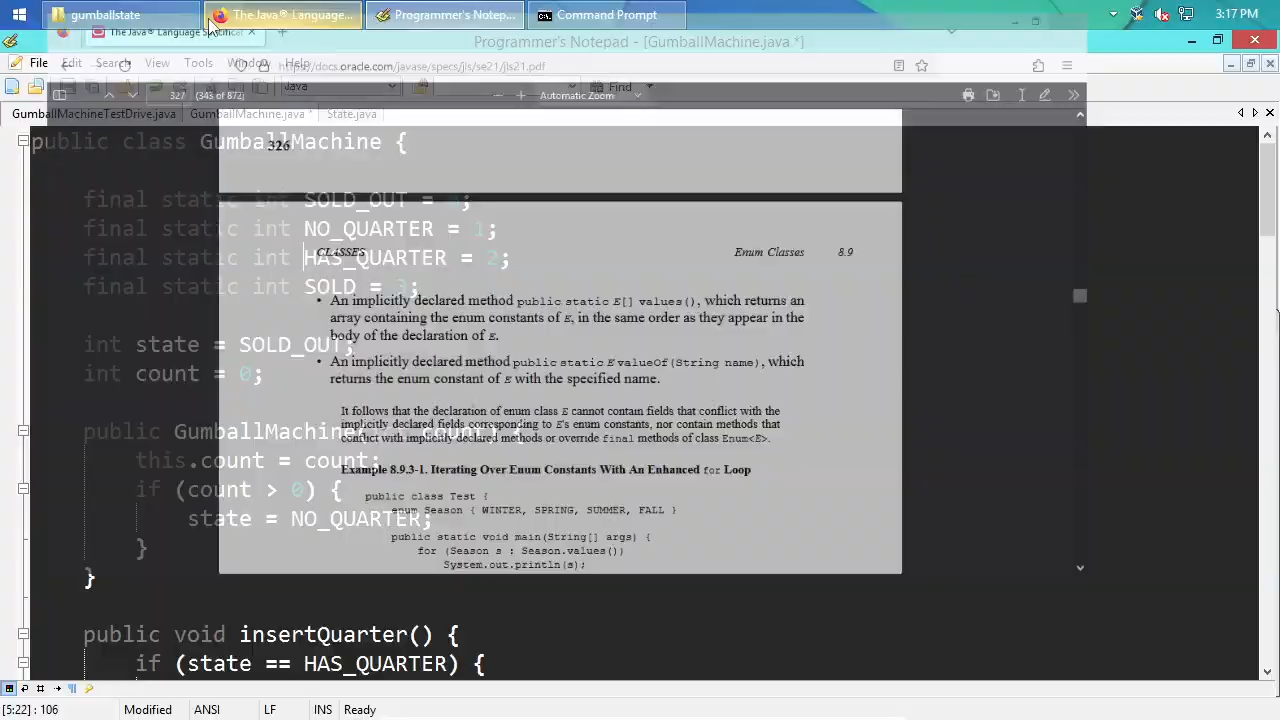 gumballstate
The Java® Language...
Programmer's Notep...
Command Prompt
3:17 PM
The Java® Language Specificat
Programmer's Notepad - [GumballMachine.java *]
File Edit Search View Tools Window Help
https://docs.oracle.com/javase/specs/jls/se21/jls21.pdf
Java
Find
327 (343 of 872)
Automatic Zoom
GumballMachineTestDrive.java GumballMachine.java * State.java
public class GumballMachine {
326
final static int SOLD_OUT = 0;
final static int NO_QUARTER = 1;
final static int HAS_QUARTER = 2;
final static int SOLD = 3;
CLASSES Enum Classes 8.9
• An implicitly declared method public static E[] values(), which returns an
array containing the enum constants of E, in the same order as they appear in the
body of the declaration of E.
• An implicitly declared method public static E valueOf(String name), which
returns the enum constant of E with the specified name.
It follows that the declaration of enum class E cannot contain fields that conflict with the
implicitly declared fields corresponding to E's enum constants, nor contain methods that
conflict with implicitly declared methods or override final methods of class Enum<E>.
Example 8.9.3-1. Iterating Over Enum Constants With An Enhanced for Loop
public class Test {
enum Season { WINTER, SPRING, SUMMER, FALL }
public static void main(String[] args) {
for (Season s : Season.values())
System.out.println(s);
int state = SOLD_OUT;
int count = 0;
public GumballMachine(int count) {
this.count = count;
if (count > 0) {
state = NO_QUARTER;
}
}
public void insertQuarter() {
if (state == HAS_QUARTER) {
[5:22] : 106 Modified ANSI LF INS Ready